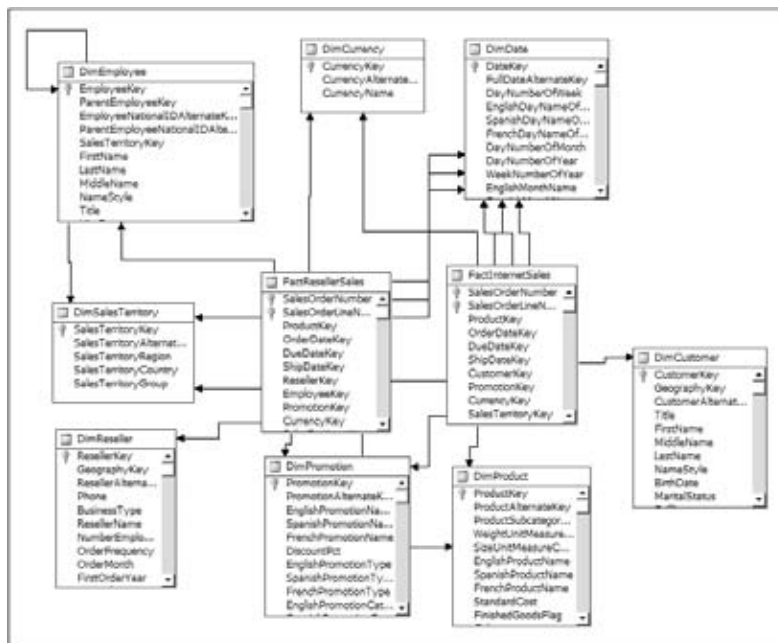 DimEmployee
EmployeeKey
ParentEmployeeKey
EmployeeNationalIDAlternateK...
ParentEmployeeNationalIDAlte...
SalesTerritoryKey
FirstName
LastName
MiddleName
NameStyle
Title
DimCurrency
CurrencyKey
CurrencyAlternate...
CurrencyName
DimDate
DateKey
FullDateAlternateKey
DayNumberOfWeek
EnglishDayNameOf...
SpanishDayNameO...
FrenchDayNameOf...
DayNumberOfMonth
DayNumberOfYear
WeekNumberOfYear
EnglishMonthName
FactResellerSales
SalesOrderNumber
SalesOrderLineN...
ProductKey
OrderDateKey
DueDateKey
ShipDateKey
ResellerKey
EmployeeKey
PromotionKey
CurrencyKey
FactInternetSales
SalesOrderNumber
SalesOrderLineN...
ProductKey
OrderDateKey
DueDateKey
ShipDateKey
CustomerKey
PromotionKey
CurrencyKey
SalesTerritoryKey
DimSalesTerritory
SalesTerritoryKey
SalesTerritoryAlternat...
SalesTerritoryRegion
SalesTerritoryCountry
SalesTerritoryGroup
DimCustomer
CustomerKey
GeographyKey
CustomerAlternat...
Title
FirstName
MiddleName
LastName
NameStyle
BirthDate
MaritalStatus
DimReseller
ResellerKey
GeographyKey
ResellerAlterna...
Phone
BusinessType
ResellerName
NumberEmplo...
OrderFrequency
OrderMonth
FirstOrderYear
DimPromotion
PromotionKey
PromotionAlternateK...
EnglishPromotionNa...
SpanishPromotionNa...
FrenchPromotionName
DiscountPct
EnglishPromotionType
SpanishPromotionTy...
FrenchPromotionType
EnglishPromotionCat...
DimProduct
ProductKey
ProductAlternateKey
ProductSubcategor...
WeightUnitMeasure...
SizeUnitMeasureC...
EnglishProductName
SpanishProductName
FrenchProductName
StandardCost
FinishedGoodsFlag